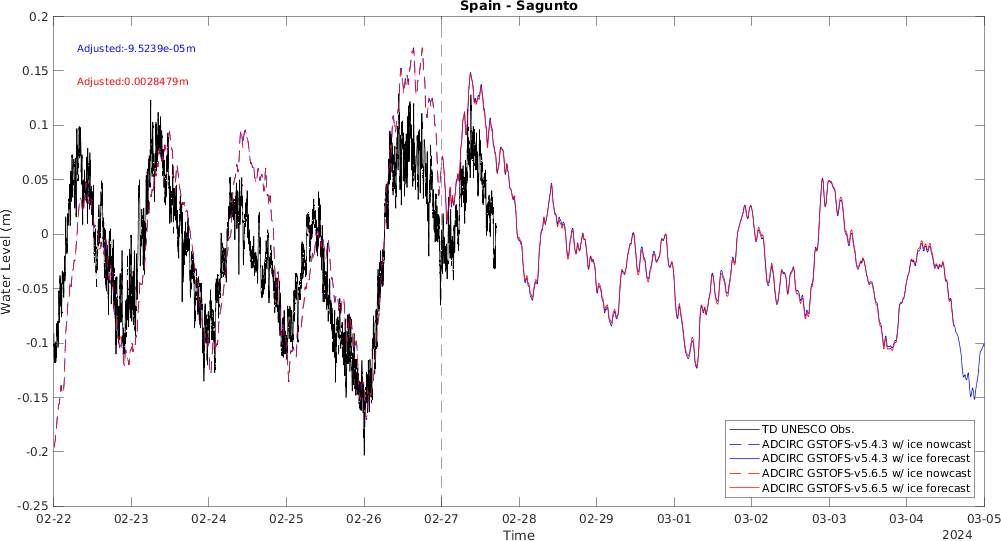 Spain - Sagunto
Adjusted:-9.5239e-05m
Adjusted:0.0028479m
Water Level (m)
0.2
0.15
0.1
0.05
0
-0.05
-0.1
-0.15
-0.2
-0.25
TD UNESCO Obs.
ADCIRC GSTOFS-v5.4.3 w/ ice nowcast
ADCIRC GSTOFS-v5.4.3 w/ ice forecast
ADCIRC GSTOFS-v5.6.5 w/ ice nowcast
ADCIRC GSTOFS-v5.6.5 w/ ice forecast
02-22 02-23 02-24 02-25 02-26 02-27 02-28 02-29 03-01 03-02 03-03 03-04 03-05
Time
2024